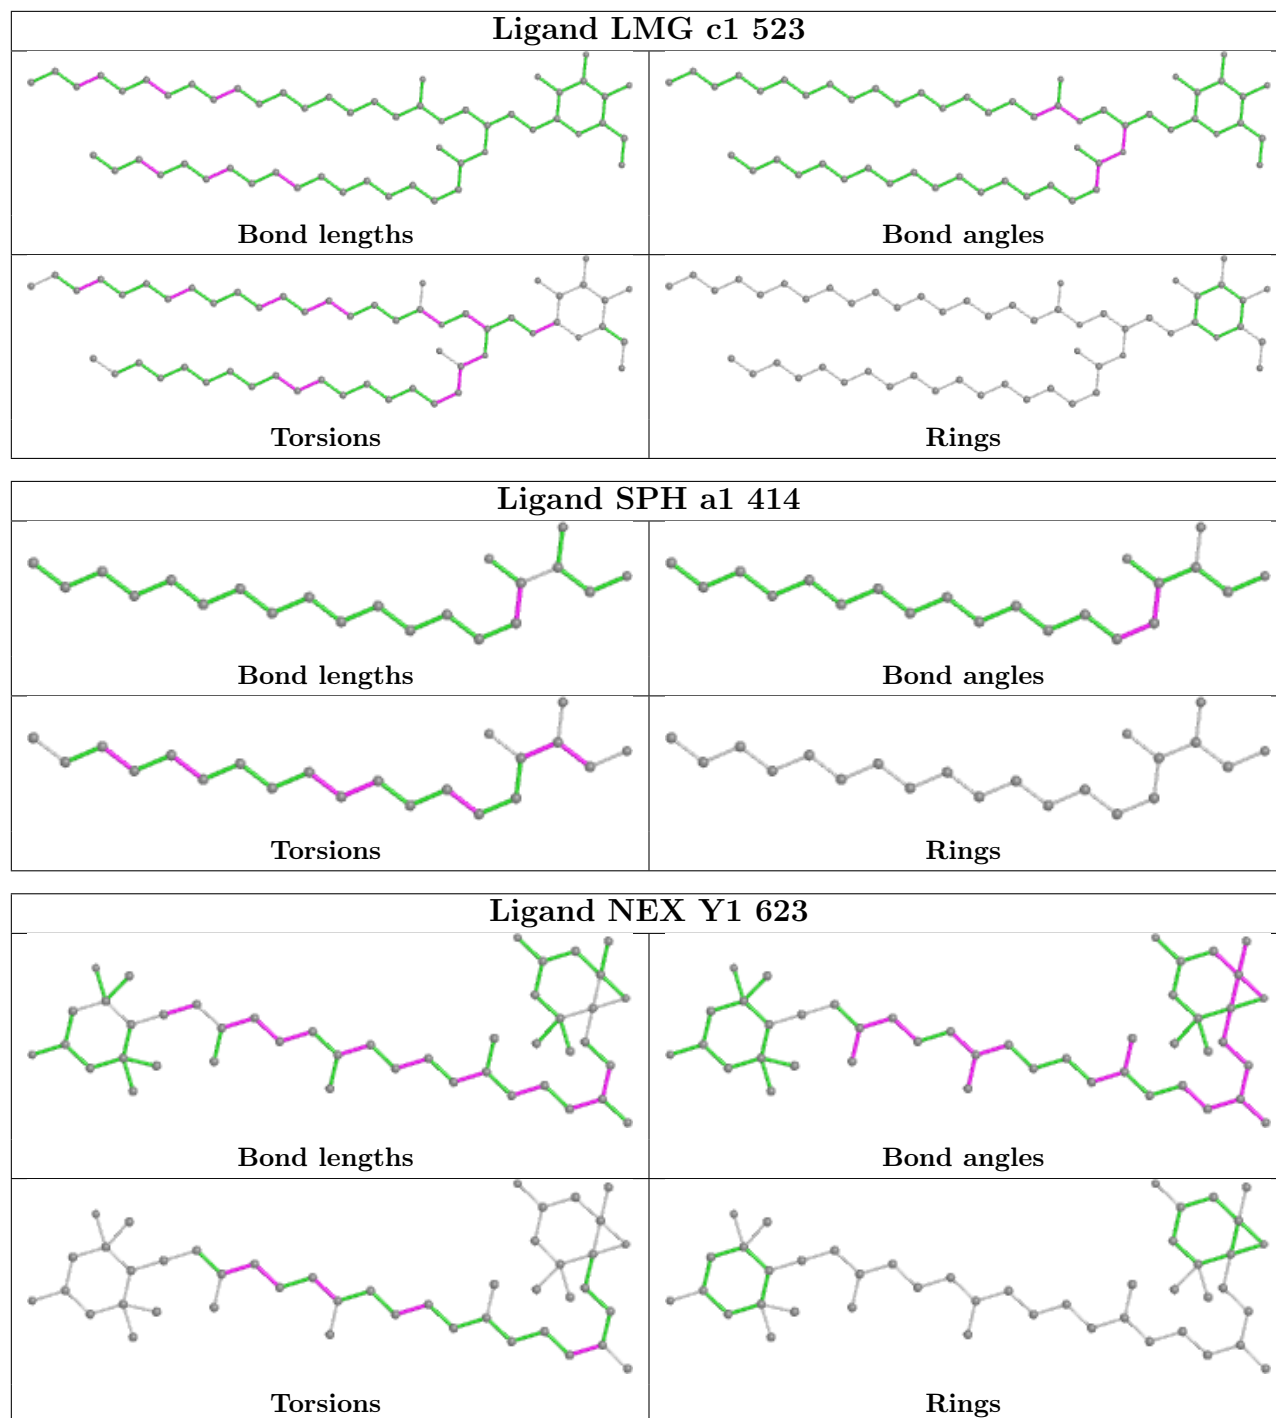 Ligand LMG c1 523
Bond lengths
Bond angles
Torsions
Rings
Ligand SPH a1 414
Bond lengths
Bond angles
Torsions
Rings
Ligand NEX Y1 623
Bond lengths
Bond angles
Torsions
Rings